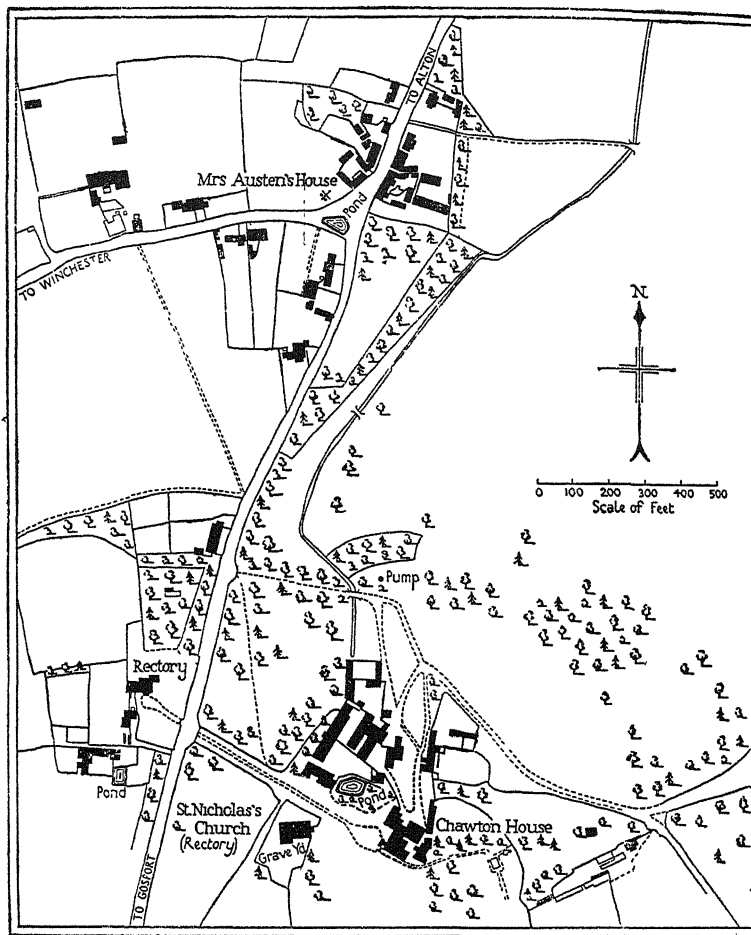 TO ALTON
Mrs Austen's House
Pond
TO WINCHESTER
N
0 100 200 300 400 500
Scale of Feet
Pump
Rectory
Pond
Pond
St. Nicholas's
Church
(Rectory)
Grave Yd
Chawton House
TO GOSFORT